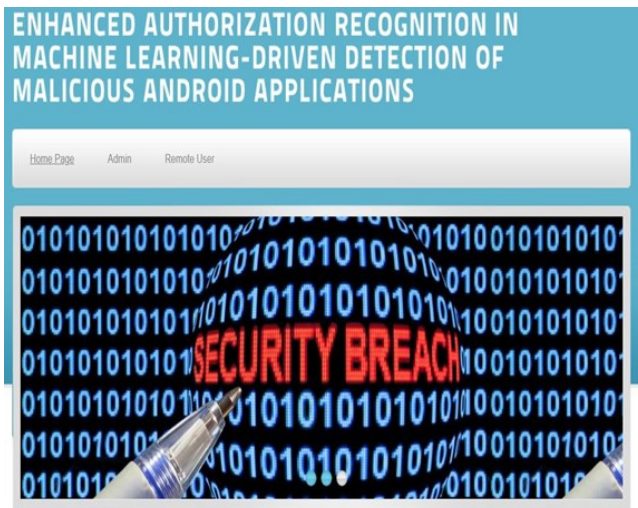 ENHANCED AUTHORIZATION RECOGNITION IN
MACHINE LEARNING-DRIVEN DETECTION OF
MALICIOUS ANDROID APPLICATIONS
Home Page Admin Remote User
SECURITY BREACH